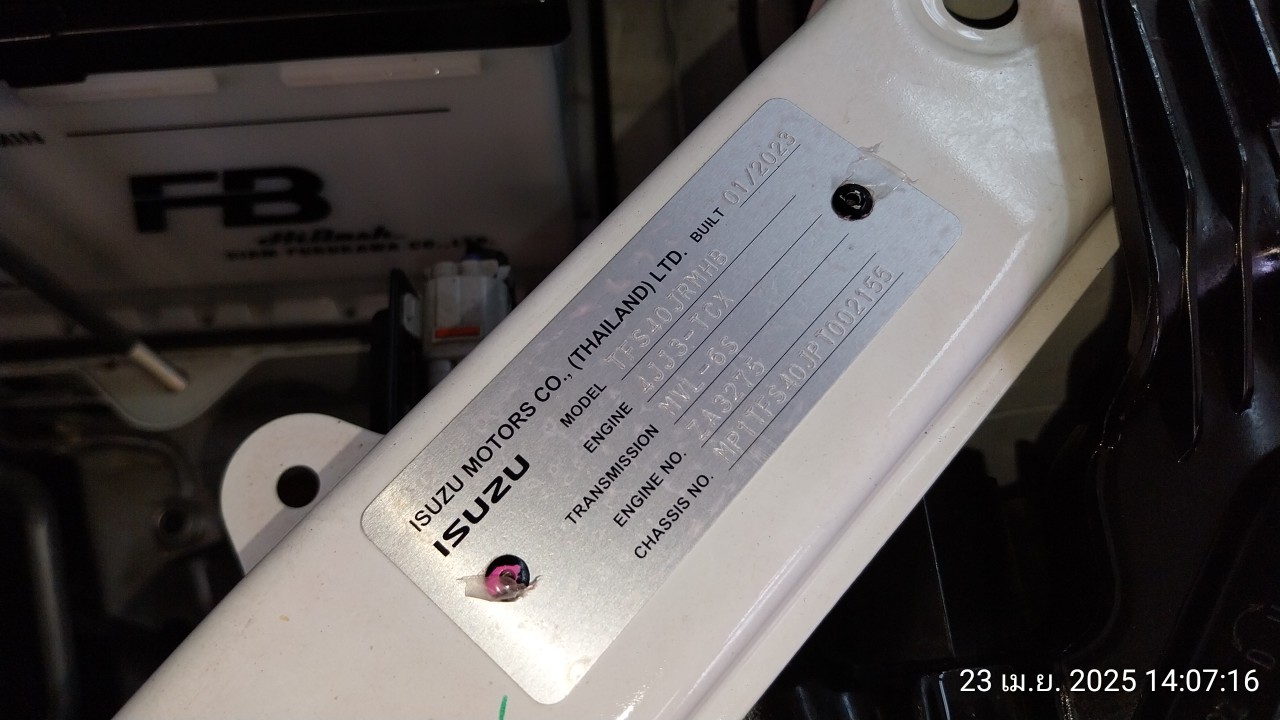 FB
ISUZU MOTORS CO., (THAILAND) LTD. BUILT 01/2023
ISUZU
MODEL TFS40JRMHB
ENGINE 4JJ3-TCX
TRANSMISSION MVL-6S
ENGINE NO. ZA3275
CHASSIS NO. MP1TFS40JPT002155
23 เม.ย. 2025 14:07:16